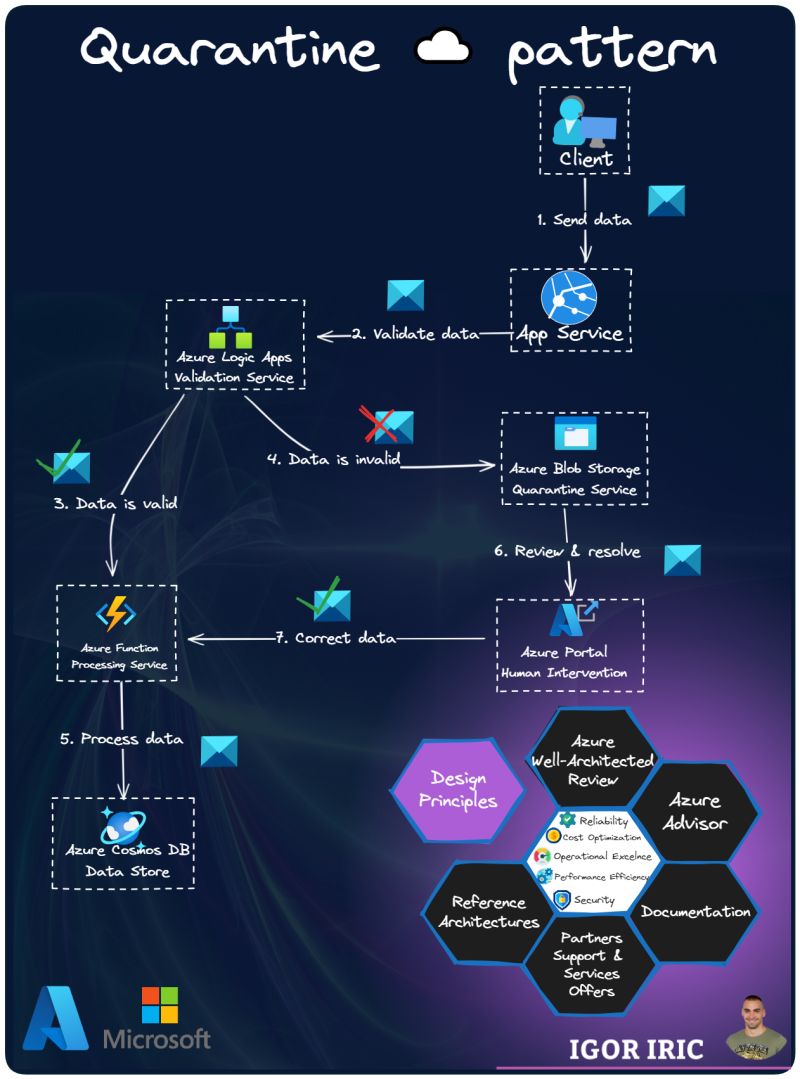 Quarantine pattern
Client
1. Send data
App Service
2. Validate data
Azure Logic Apps
Validation Service
4. Data is invalid
3. Data is valid
Azure Blob Storage
Quarantine Service
6. Review & resolve
Azure Function
Processing Service
7. Correct data
Azure Portal
Human Intervention
5. Process data
Azure Cosmos DB
Data Store
Design
Principles
Azure
Well-Architected
Review
Azure
Advisor
Reliability
Cost Optimization
Operational Excelnce
Performance Efficiency
Security
Reference
Architectures
Documentation
Partners
Support &
Services
Offers
Microsoft
IGOR IRIC